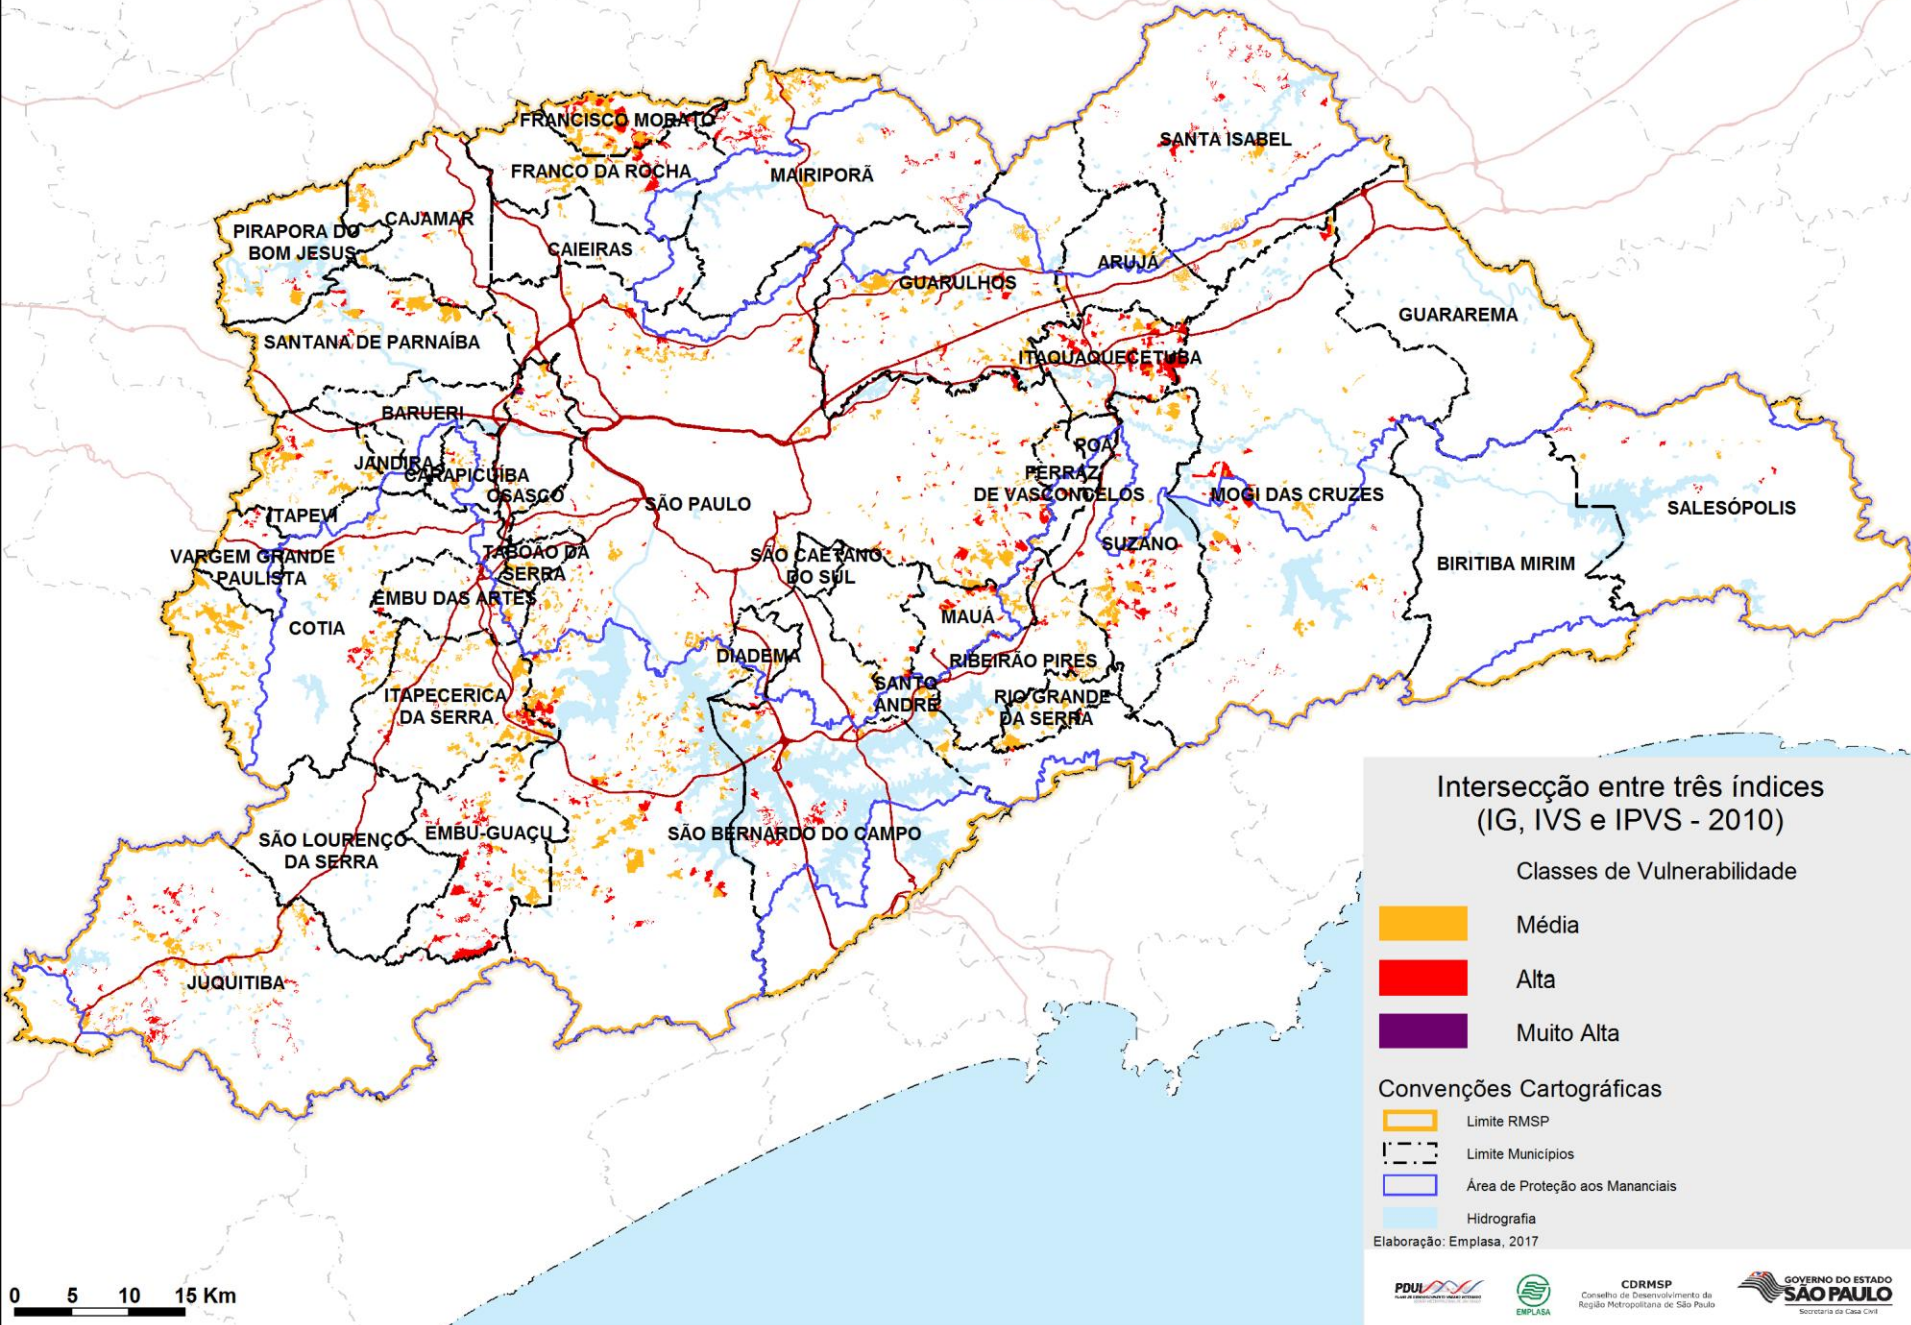 FRANCISCO MORATO
FRANCO DA ROCHA
MAIRIPORÃ
SANTA ISABEL
PIRAPORA DO
BOM JESUS
CAJAMAR
CAIEIRAS
GUARULHOS
ARUJÁ
GUARAREMA
SANTANA DE PARNAÍBA
ITAQUAQUECETUBA
BARUERI
JANDIRA
CARAPICUÍBA
OSASCO
SÃO PAULO
POÁ
FERRAZ
DE VASCONCELOS
MOGI DAS CRUZES
SALESÓPOLIS
ITAPEVI
VARGEM GRANDE
PAULISTA
TABOÃO DA
SERRA
SÃO CAETANO
DO SUL
SUZANO
BIRITIBA MIRIM
EMBU DAS ARTES
COTIA
MAUÁ
DIADEMA
RIBEIRÃO PIRES
ITAPECERICA
DA SERRA
SANTO
ANDRÉ
RIO GRANDE
DA SERRA
SÃO LOURENÇO
DA SERRA
EMBU-GUAÇU
SÃO BERNARDO DO CAMPO
JUQUITIBA
Intersecção entre três índices
(IG, IVS e IPVS - 2010)
Classes de Vulnerabilidade
Média
Alta
Muito Alta
Convenções Cartográficas
Limite RMSP
Limite Municípios
Área de Proteção aos Mananciais
Hidrografia
Elaboração: Emplasa, 2017
0 5 10 15 Km
PDUI
EMPLASA
CDRMSP
Conselho de Desenvolvimento da
Região Metropolitana de São Paulo
GOVERNO DO ESTADO
SÃO PAULO
Secretaria da Casa Civil